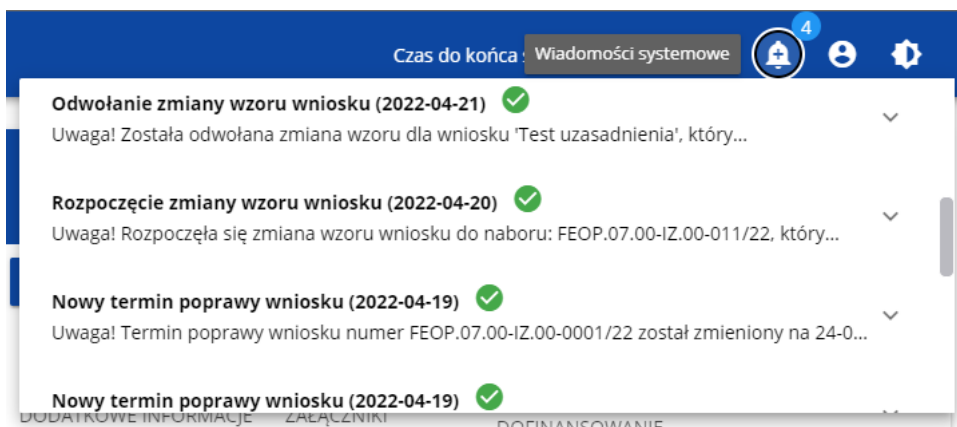 4
Czas do końca
Wiadomości systemowe
Odwołanie zmiany wzoru wniosku (2022-04-21)
Uwaga! Została odwołana zmiana wzoru dla wniosku 'Test uzasadnienia', który...
Rozpoczęcie zmiany wzoru wniosku (2022-04-20)
Uwaga! Rozpoczęła się zmiana wzoru wniosku do naboru: FEOP.07.00-IZ.00-011/22, który...
Nowy termin poprawy wniosku (2022-04-19)
Uwaga! Termin poprawy wniosku numer FEOP.07.00-IZ.00-0001/22 został zmieniony na 24-0...
Nowy termin poprawy wniosku (2022-04-19)
DODATKOWE INFORMACJE ZAŁĄCZNIKI DOFINANSOWANIE